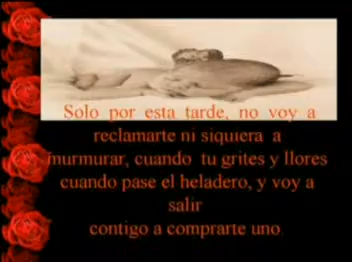 Solo por esta tarde, no voy a
reclamarte ni siquiera a
murmurar, cuando tu grites y llores
cuando pase el heladero, y voy a
salir
contigo a comprarte uno